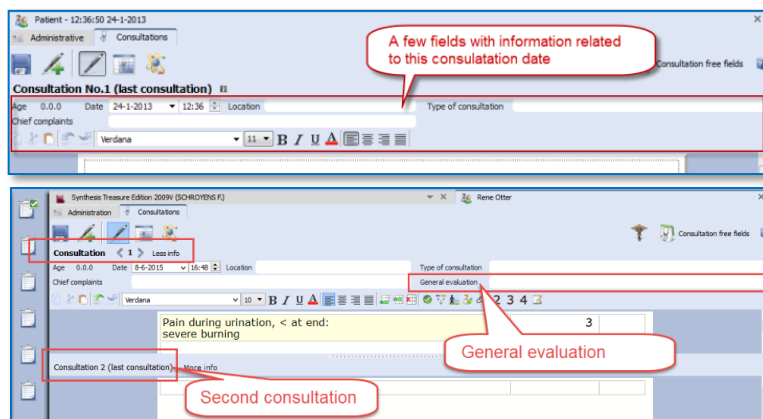 Patient - 12:36:50 24-1-2013
Administrative Consultations
A few fields with information related
to this consulatation date
Consultation free fields
Consultation No.1 (last consultation)
Age 0.0.0 Date 24-1-2013 12:36 Location Type of consultation
Chief complaints
Verdana 11 B I U A
Synthesis Treasure Edition 2009V (SCHROYENS F.) Rene Otter
Administration Consultations
Consultation free fields
Consultation < 1 > Less info
Age 0.0.0 Date 8-6-2015 16:48 Location Type of consultation
Chief complaints General evaluation
Verdana 10 B I U A 2 3 4
Pain during urination, < at end: 3
severe burning
General evaluation
Consultation 2 (last consultation) More info
Second consultation